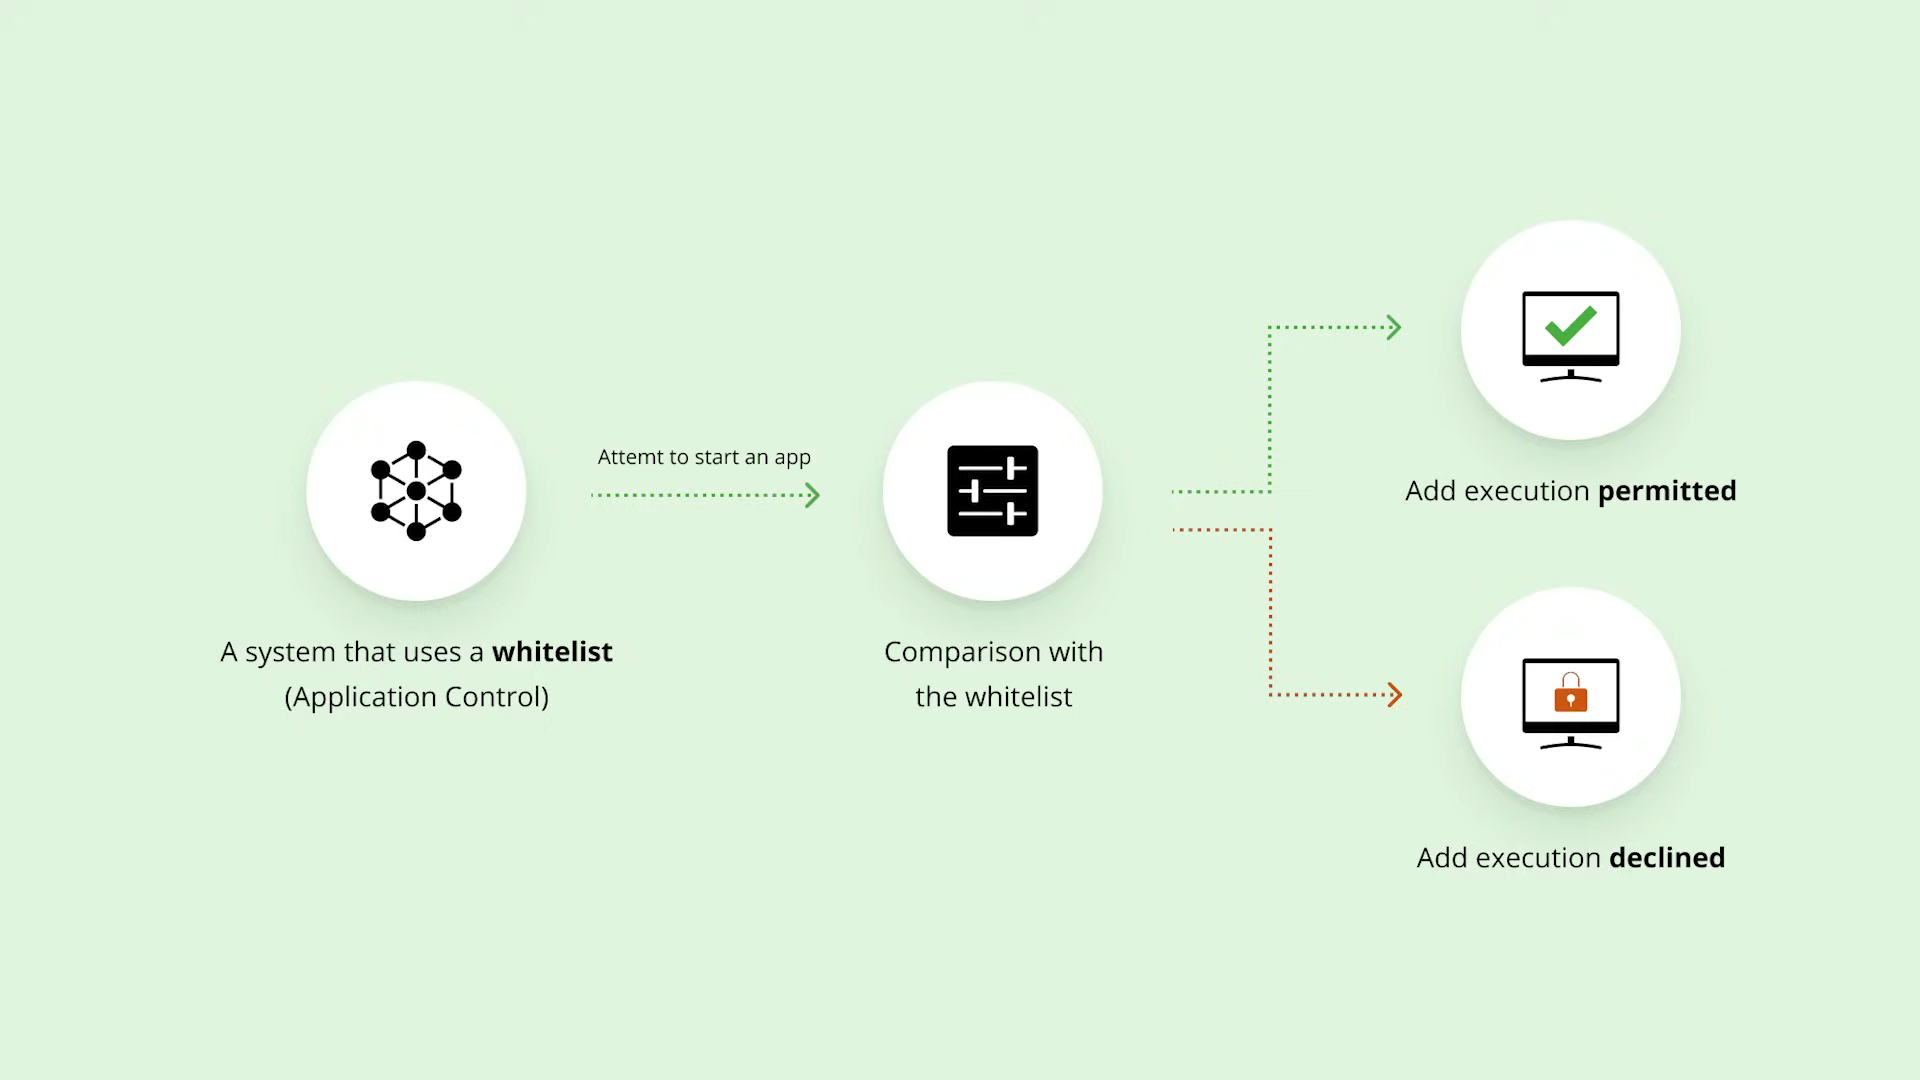 A system that uses a whitelist
(Application Control)
Attemt to start an app
Comparison with
the whitelist
Add execution permitted
Add execution declined